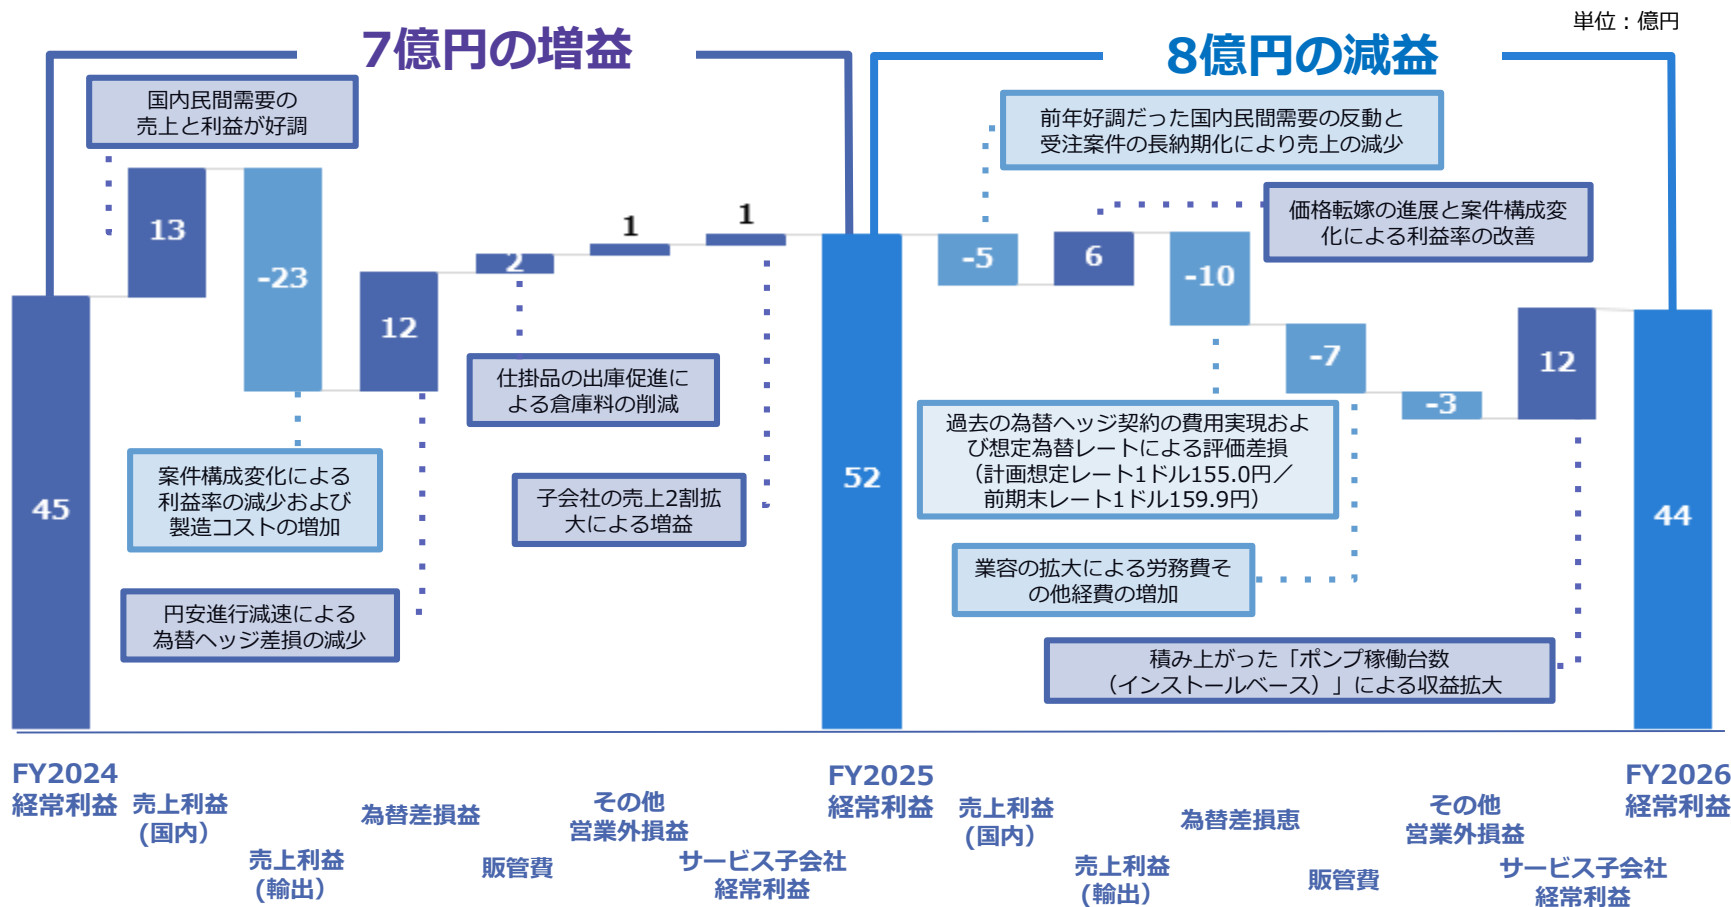 単位：億円
7億円の増益
8億円の減益
国内民間需要の
売上と利益が好調
前年好調だった国内民間需要の反動と
受注案件の長納期化により売上の減少
価格転嫁の進展と案件構成変
化による利益率の改善
45
13
-23
12
2
1
1
52
-5
6
-10
-7
-3
12
44
仕掛品の出庫促進に
よる倉庫料の削減
案件構成変化による
利益率の減少および
製造コストの増加
子会社の売上2割拡
大による増益
円安進行減速による
為替ヘッジ差損の減少
過去の為替ヘッジ契約の費用実現およ
び想定為替レートによる評価差損
（計画想定レート1ドル155.0円／
前期末レート1ドル159.9円）
業容の拡大による労務費そ
の他経費の増加
積み上がった「ポンプ稼働台数
（インストールベース）」による収益拡大
FY2024
経常利益
売上利益
(国内）
売上利益
(輸出）
為替差損益
販管費
その他
営業外損益
サービス子会社
経常利益
FY2025
経常利益
売上利益
(国内）
売上利益
(輸出）
為替差損恵
販管費
その他
営業外損益
サービス子会社
経常利益
FY2026
経常利益